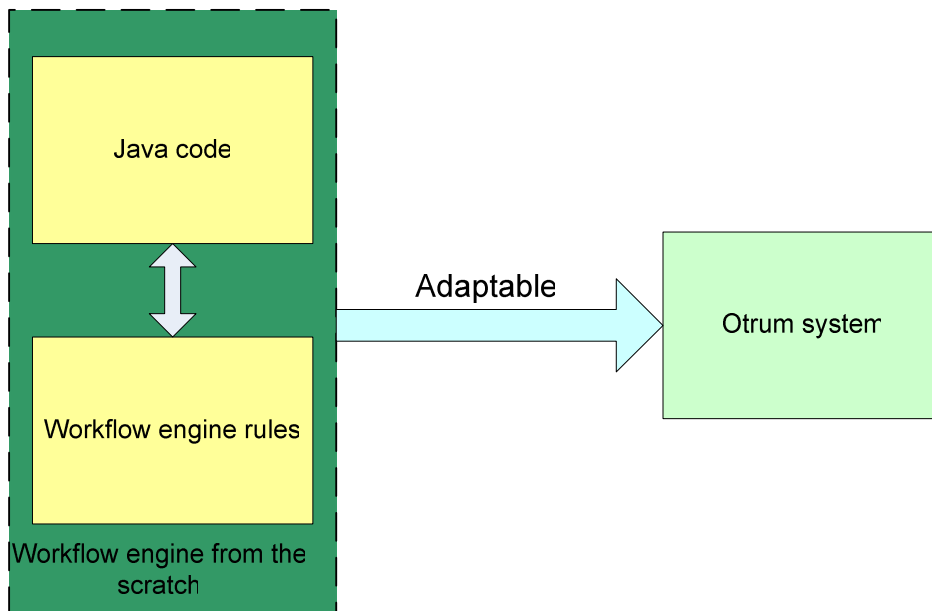 Java code
Adaptable
Otrum system
Workflow engine rules
Workflow engine from the
scratch